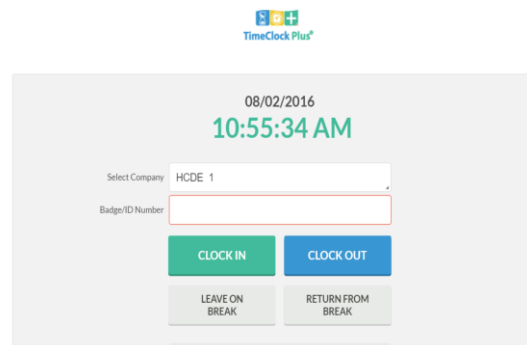 TimeClock Plus®
08/02/2016
10:55:34 AM
Select Company
HCDE 1
Badge/ID Number
CLOCK IN
CLOCK OUT
LEAVE ON
BREAK
RETURN FROM
BREAK